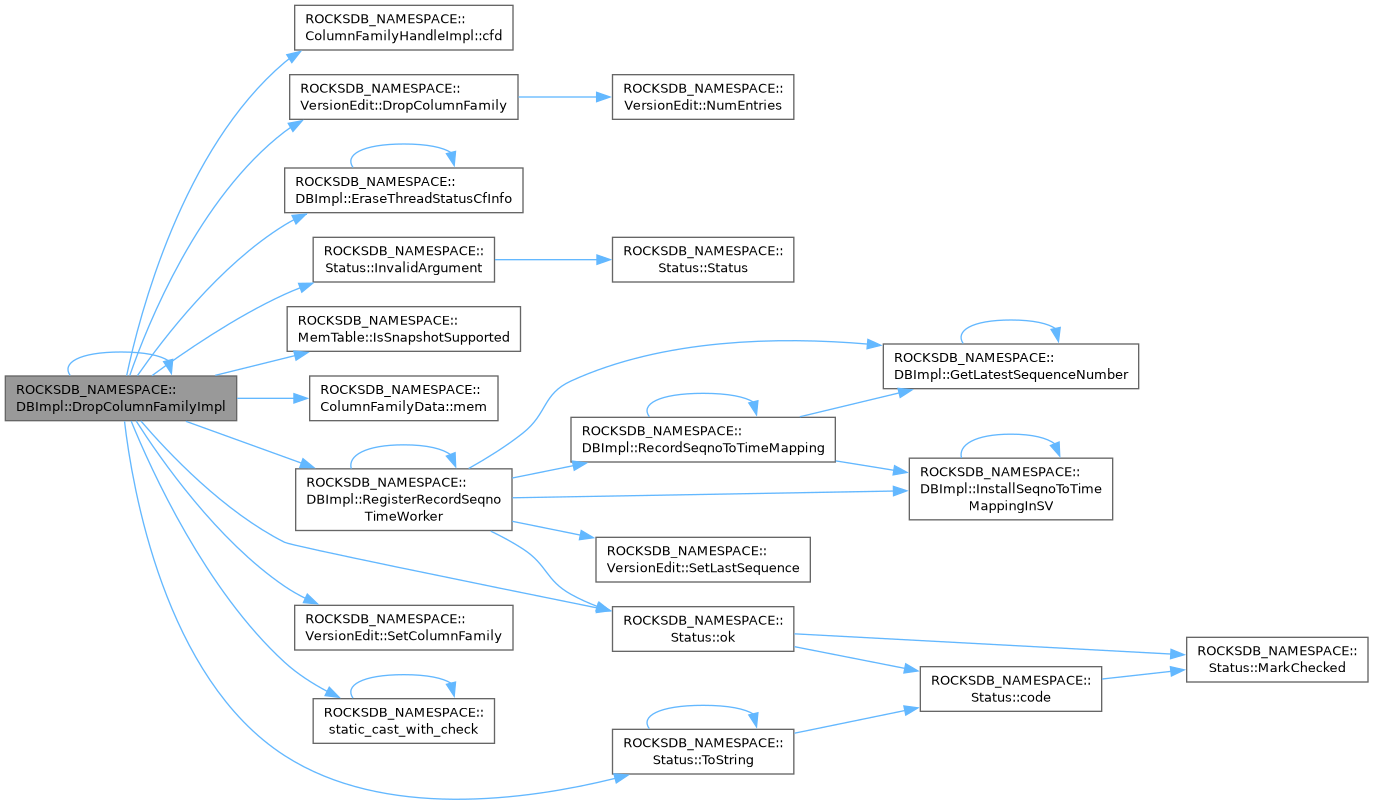 ROCKSDB_NAMESPACE::
ColumnFamilyHandleImpl::cfd
ROCKSDB_NAMESPACE::
VersionEdit::DropColumnFamily
ROCKSDB_NAMESPACE::
VersionEdit::NumEntries
ROCKSDB_NAMESPACE::
DBImpl::EraseThreadStatusCfInfo
ROCKSDB_NAMESPACE::
Status::InvalidArgument
ROCKSDB_NAMESPACE::
Status::Status
ROCKSDB_NAMESPACE::
MemTable::IsSnapshotSupported
ROCKSDB_NAMESPACE::
DBImpl::GetLatestSequenceNumber
ROCKSDB_NAMESPACE::
DBImpl::DropColumnFamilyImpl
ROCKSDB_NAMESPACE::
ColumnFamilyData::mem
ROCKSDB_NAMESPACE::
DBImpl::RecordSeqnoToTimeMapping
ROCKSDB_NAMESPACE::
DBImpl::RegisterRecordSeqno
TimeWorker
ROCKSDB_NAMESPACE::
DBImpl::InstallSeqnoToTime
MappingInSV
ROCKSDB_NAMESPACE::
VersionEdit::SetLastSequence
ROCKSDB_NAMESPACE::
VersionEdit::SetColumnFamily
ROCKSDB_NAMESPACE::
Status::ok
ROCKSDB_NAMESPACE::
Status::MarkChecked
ROCKSDB_NAMESPACE::
Status::code
ROCKSDB_NAMESPACE::
static_cast_with_check
ROCKSDB_NAMESPACE::
Status::ToString